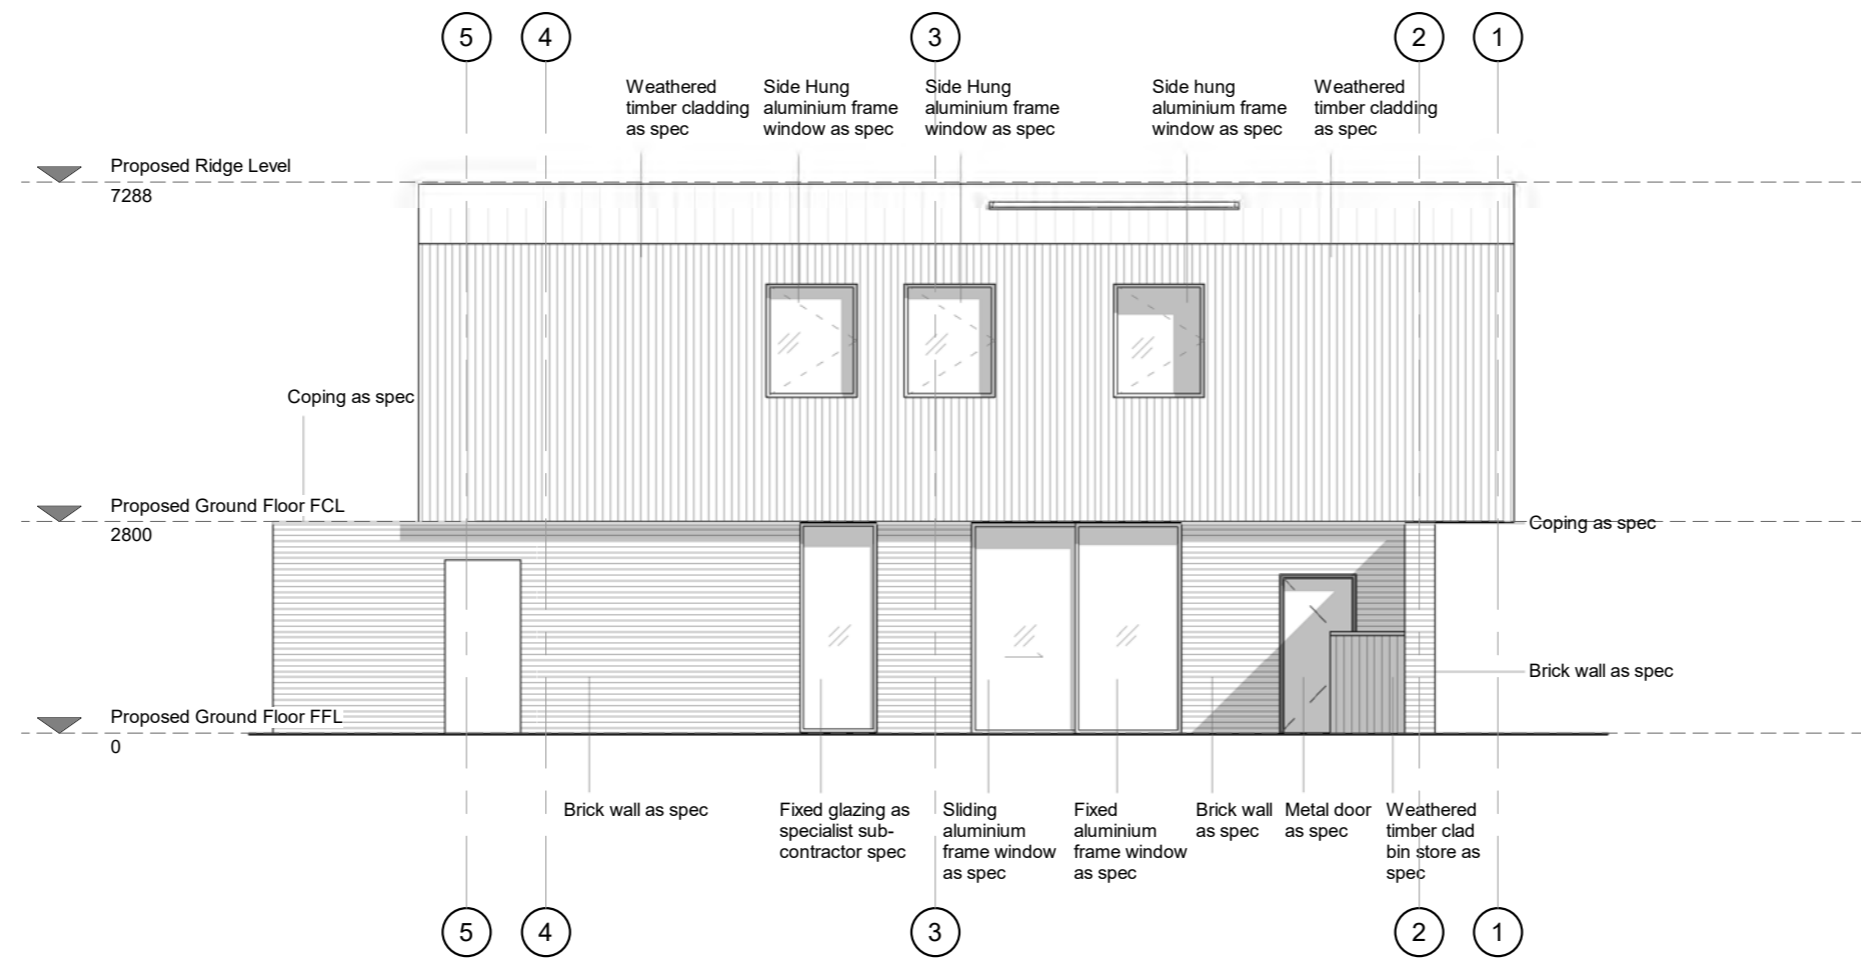 5 4 3 2 1
Weathered
timber cladding
as spec
Side Hung
aluminium frame
window as spec
Side Hung
aluminium frame
window as spec
Side hung
aluminium frame
window as spec
Weathered
timber cladding
as spec
Proposed Ridge Level
7288
Coping as spec
Proposed Ground Floor FCL
2800
Coping as spec
Brick wall as spec
Proposed Ground Floor FFL
0
Brick wall as spec
Fixed glazing as
specialist sub-
contractor spec
Sliding
aluminium
frame window
as spec
Fixed
aluminium
frame window
as spec
Brick wall
as spec
Metal door
as spec
Weathered
timber clad
bin store as
spec
5 4 3 2 1